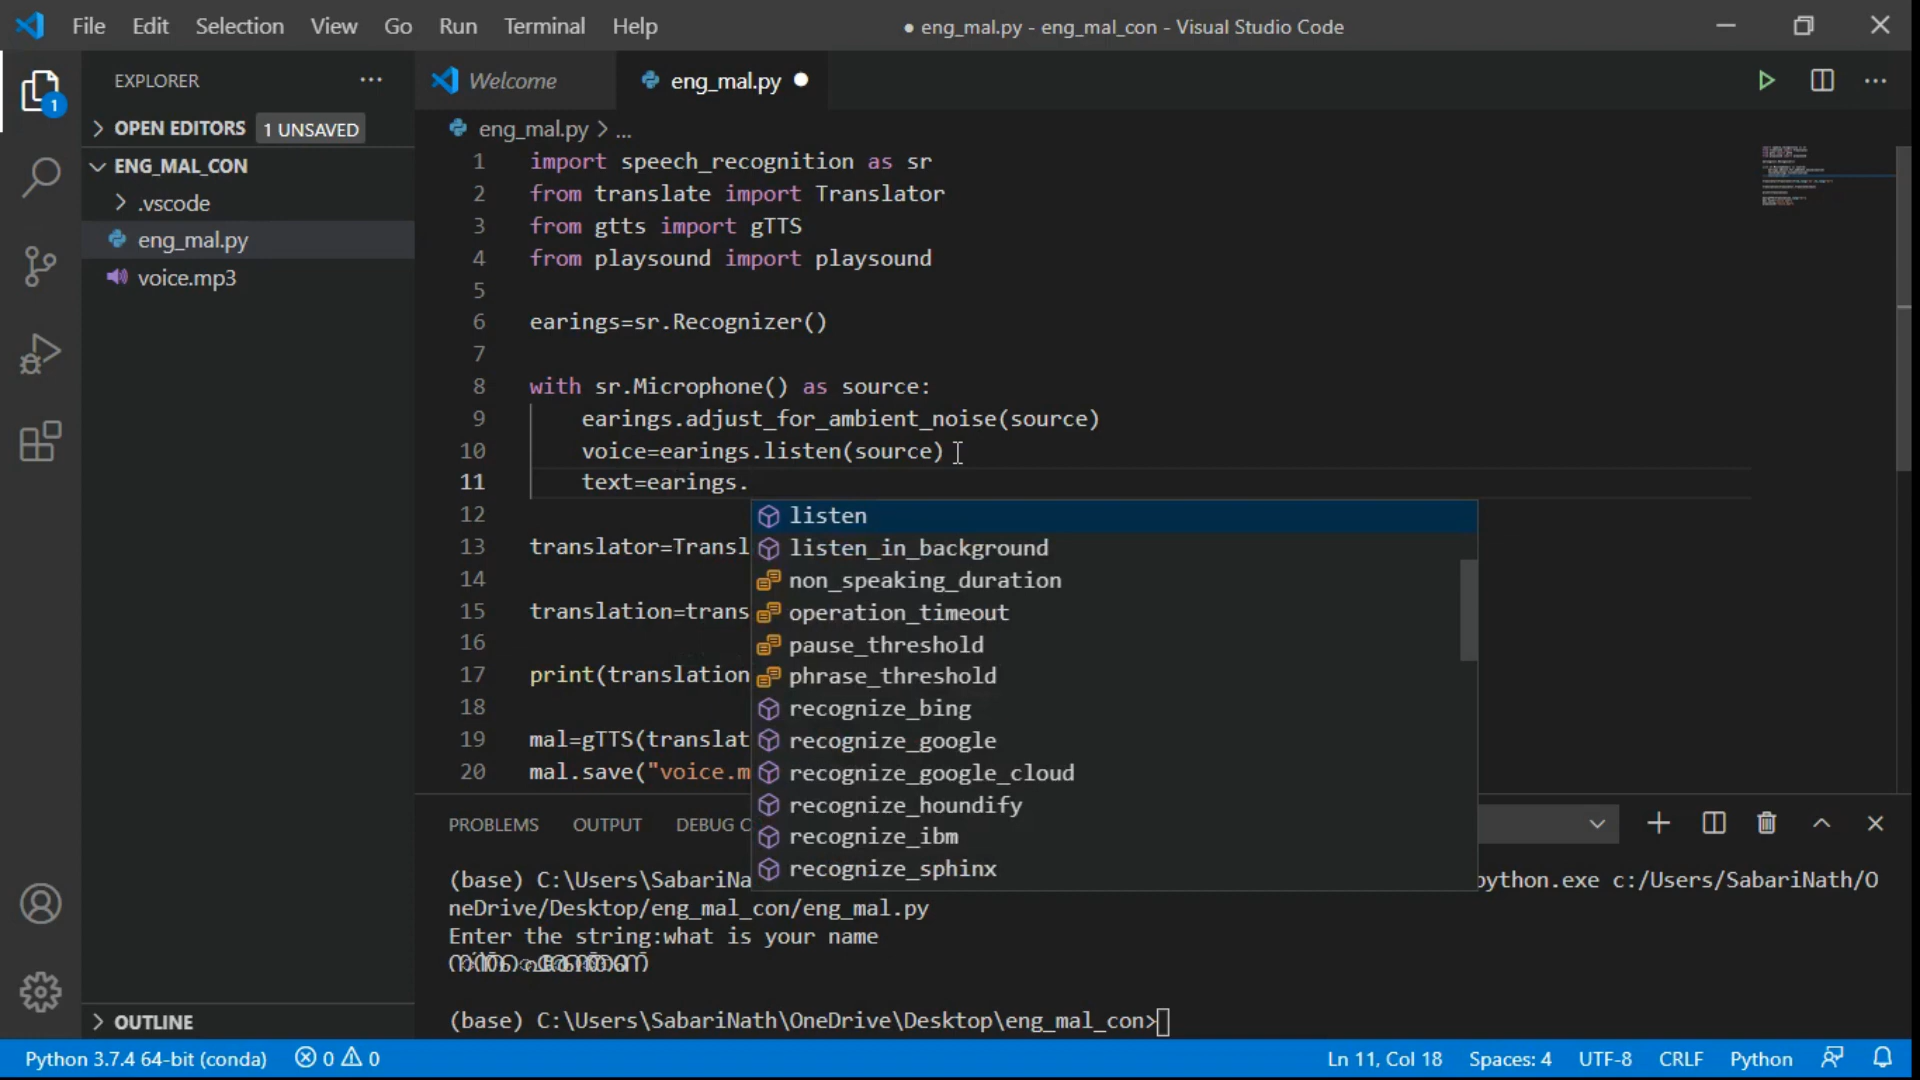 File Edit Selection View Go Run Terminal Help
● eng_mal.py - eng_mal_con - Visual Studio Code
EXPLORER
1
OPEN EDITORS 1 UNSAVED
ENG_MAL_CON
.vscode
eng_mal.py
voice.mp3
OUTLINE
Welcome eng_mal.py
eng_mal.py > ...
1 import speech_recognition as sr
2 from translate import Translator
3 from gtts import gTTS
4 from playsound import playsound
5
6 earings=sr.Recognizer()
7
8 with sr.Microphone() as source:
9 earings.adjust_for_ambient_noise(source)
10 voice=earings.listen(source)
11 text=earings.
12
13 translator=Transl
14
15 translation=trans
16
17 print(translation
18
19 mal=gTTS(translat
20 mal.save("voice.m
listen
listen_in_background
non_speaking_duration
operation_timeout
pause_threshold
phrase_threshold
recognize_bing
recognize_google
recognize_google_cloud
recognize_houndify
recognize_ibm
recognize_sphinx
PROBLEMS OUTPUT DEBUG C
(base) C:\Users\SabariNa python.exe c:/Users/SabariNath/O
neDrive/Desktop/eng_mal_con/eng_mal.py
Enter the string:what is your name
(base) C:\Users\SabariNath\OneDrive\Desktop\eng_mal_con>
Python 3.7.4 64-bit (conda) 0 0 Ln 11, Col 18 Spaces: 4 UTF-8 CRLF Python